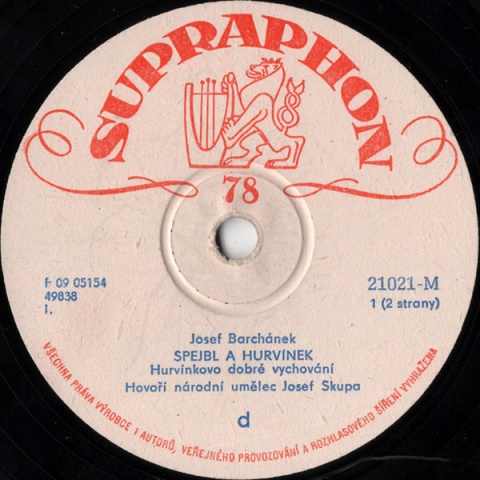 SUPRAPHON
78
F 09 05154
49838
I.
21021-M
1 (2 strany)
Josef Barchánek
SPEJBL A HURVÍNEK
Hurvínkovo dobré vychování
Hovoří národní umělec Josef Skupa
d
VŠECHNA PRÁVA VÝROBCE I AUTORŮ, VEŘEJNÉHO PROVOZOVÁNÍ A ROZHLASOVÉHO ŠÍŘENÍ VYHRAŽENA